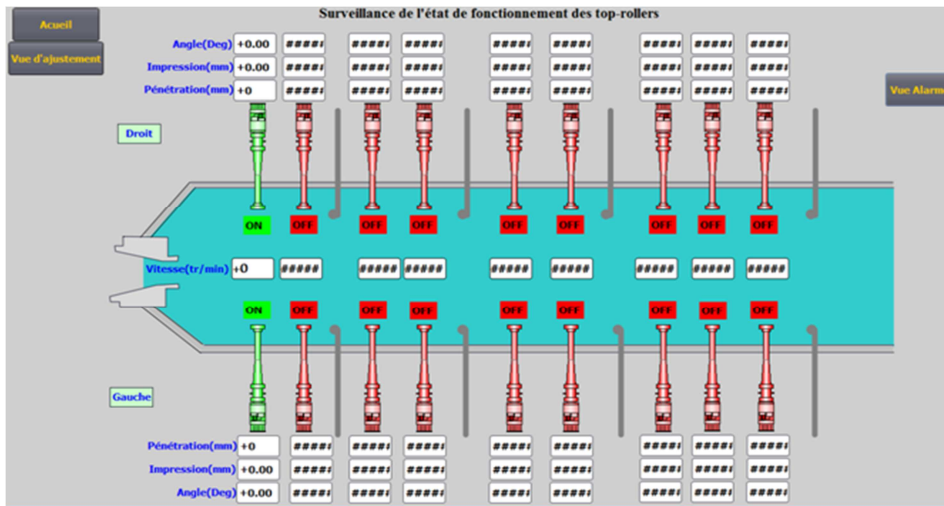 Surveillance de l'état de fonctionnement des top-rollers
Acueil
Vue d'ajustement
Vue Alarme
Angle(Deg) +0.00 ####! ####! ####! ####! ####! ####! ####! ####!
Impression(mm) +0.00 ####! ####! ####! ####! ####! ####! ####! ####!
Pénétration(mm) +0 ####! ####! ####! ####! ####! ####! ####! ####!
Droit
ON OFF OFF OFF OFF OFF OFF OFF OFF
Vitesse(tr/min) +0 ##### ##### ##### ##### ##### ##### ##### #####
ON OFF OFF OFF OFF OFF OFF OFF OFF
Gauche
Pénétration(mm) +0 ####! ####! ####! ####! ####! ####! ####! ####!
Impression(mm) +0.00 ####! ####! ####! ####! ####! ####! ####! ####!
Angle(Deg) +0.00 ####! ####! ####! ####! ####! ####! ####! ####!